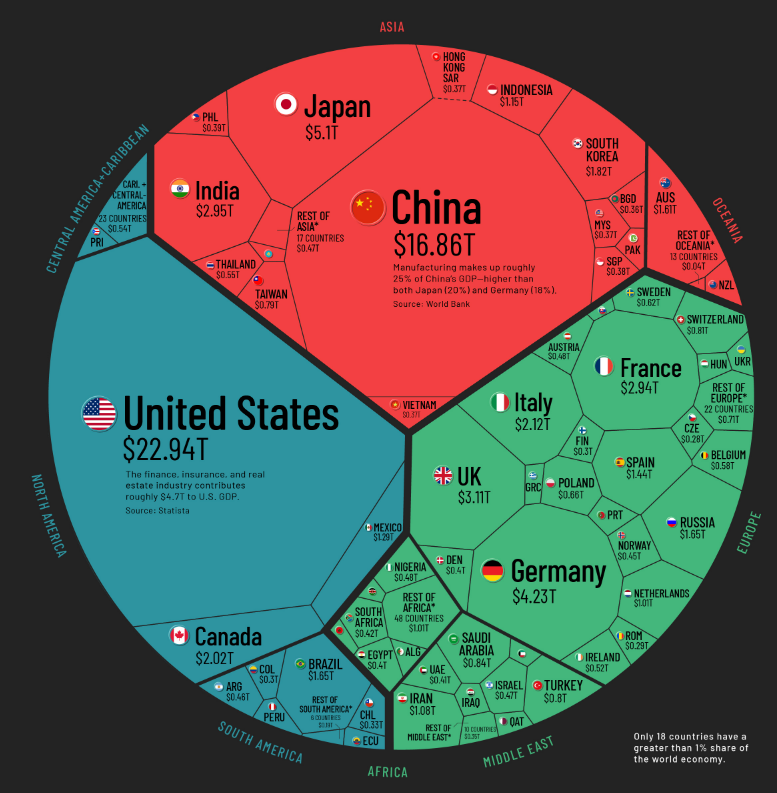 ASIA
HONG
KONG
SAR
$0.37T
INDONESIA
$1.15T
Japan
$5.1T
PHL
$0.39T
SOUTH
KOREA
$1.82T
CENTRAL AMERICA+CARIBBEAN
CARI. +
CENTRAL-
AMERICA
23 COUNTRIES
$0.54T
PRI
India
$2.95T
REST OF
ASIA*
17 COUNTRIES
$0.47T
China
$16.86T
Manufacturing makes up roughly
25% of China's GDP—higher than
both Japan (20%) and Germany (18%).
Source: World Bank
BGD
$0.36T
MYS
$0.37T
PAK
SGP
$0.38T
THAILAND
$0.55T
TAIWAN
$0.79T
VIETNAM
$0.37T
AUS
$1.61T
OCEANIA
REST OF
OCEANIA*
13 COUNTRIES
$0.04T
NZL
United States
$22.94T
The finance, insurance, and real
estate industry contributes
roughly $4.7T to U.S. GDP.
Source: Statista
NORTH AMERICA
MEXICO
$1.29T
Canada
$2.02T
SWEDEN
$0.62T
SWITZERLAND
$0.81T
AUSTRIA
$0.48T
France
$2.94T
HUN
UKR
REST OF
EUROPE*
22 COUNTRIES
$0.71T
Italy
$2.12T
FIN
$0.3T
CZE
$0.28T
BELGIUM
$0.58T
SPAIN
$1.44T
UK
$3.11T
GRC
POLAND
$0.66T
PRT
RUSSIA
$1.65T
EUROPE
NORWAY
$0.45T
DEN
$0.4T
Germany
$4.23T
NETHERLANDS
$1.01T
ROM
$0.29T
IRELAND
$0.52T
NIGERIA
$0.48T
REST OF
AFRICA*
48 COUNTRIES
$1.01T
SOUTH
AFRICA
$0.42T
EGYPT
$0.4T
ALG
SAUDI
ARABIA
$0.84T
UAE
$0.41T
IRAN
$1.08T
IRAQ
ISRAEL
$0.47T
TURKEY
$0.8T
QAT
REST OF
MIDDLE EAST*
10 COUNTRIES
MIDDLE EAST
AFRICA
COL
$0.3T
ARG
$0.46T
PERU
BRAZIL
$1.65T
REST OF
SOUTH AMERICA*
CHL
$0.33T
ECU
SOUTH AMERICA
Only 18 countries have a
greater than 1% share of
the world economy.